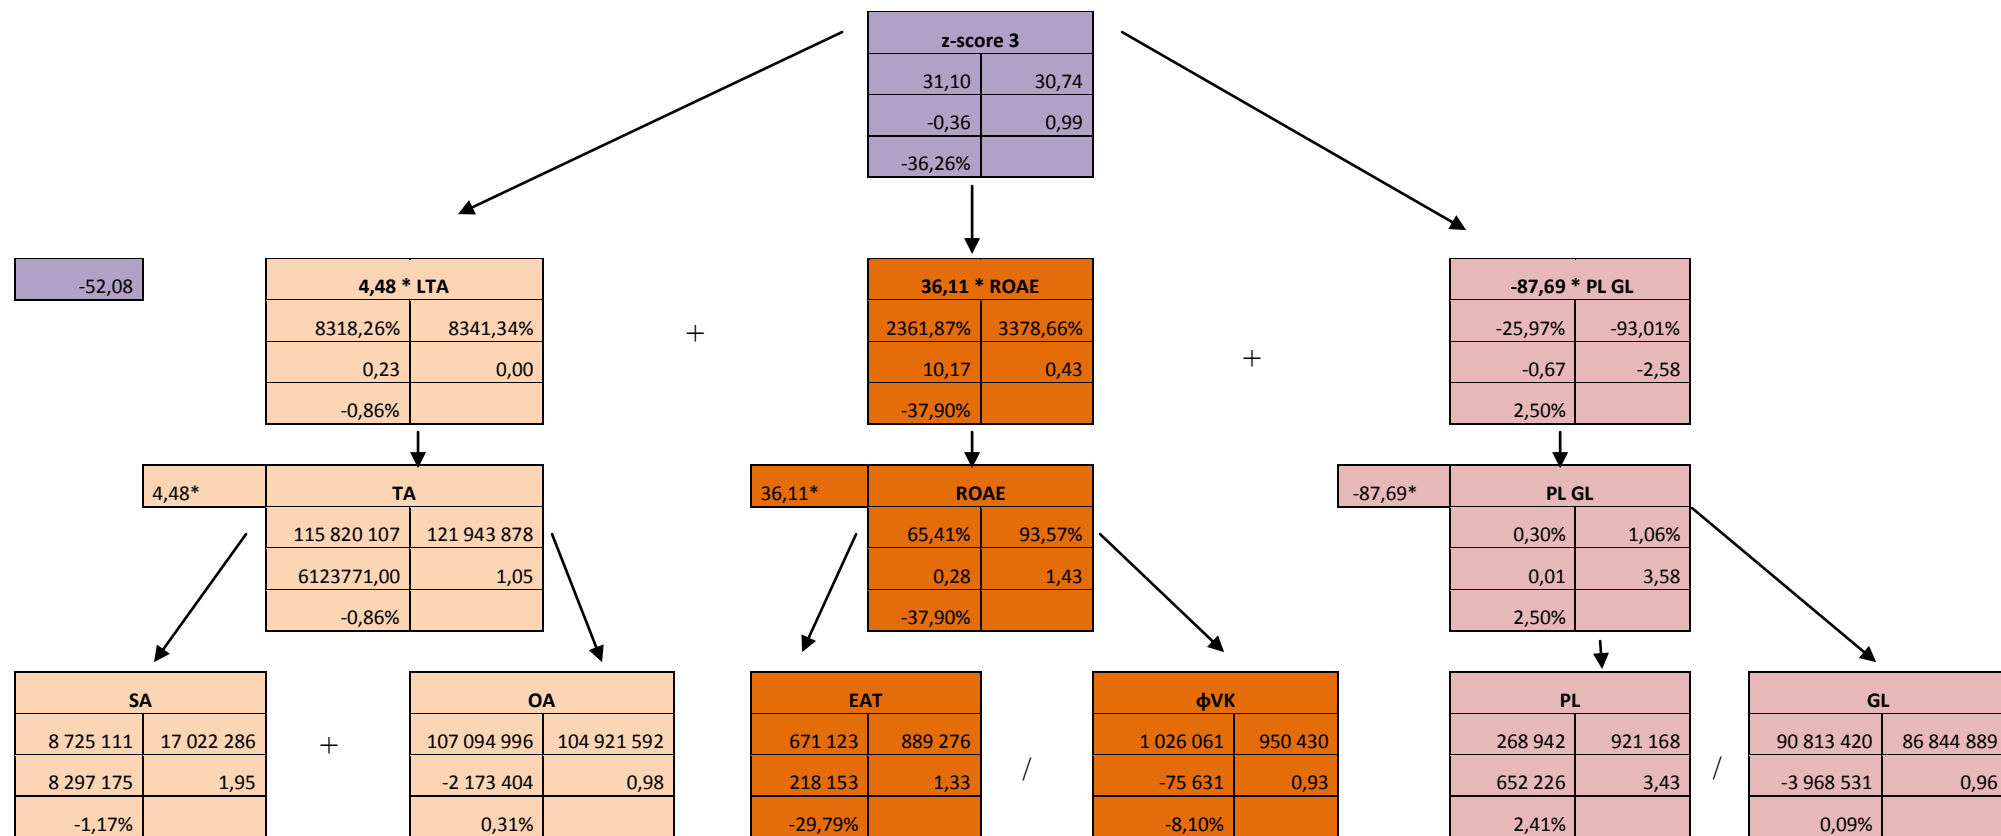 z-score 3
31,10 30,74
-0,36 0,99
-36,26%
-52,08
4,48 * LTA
8318,26% 8341,34%
0,23 0,00
-0,86%
+
36,11 * ROAE
2361,87% 3378,66%
10,17 0,43
-37,90%
+
-87,69 * PL GL
-25,97% -93,01%
-0,67 -2,58
2,50%
4,48* TA
115 820 107 121 943 878
6123771,00 1,05
-0,86%
36,11* ROAE
65,41% 93,57%
0,28 1,43
-37,90%
-87,69* PL GL
0,30% 1,06%
0,01 3,58
2,50%
SA
8 725 111 17 022 286
8 297 175 1,95
-1,17%
+
OA
107 094 996 104 921 592
-2 173 404 0,98
0,31%
EAT
671 123 889 276
218 153 1,33
-29,79%
/
ϕVK
1 026 061 950 430
-75 631 0,93
-8,10%
PL
268 942 921 168
652 226 3,43
2,41%
/
GL
90 813 420 86 844 889
-3 968 531 0,96
0,09%